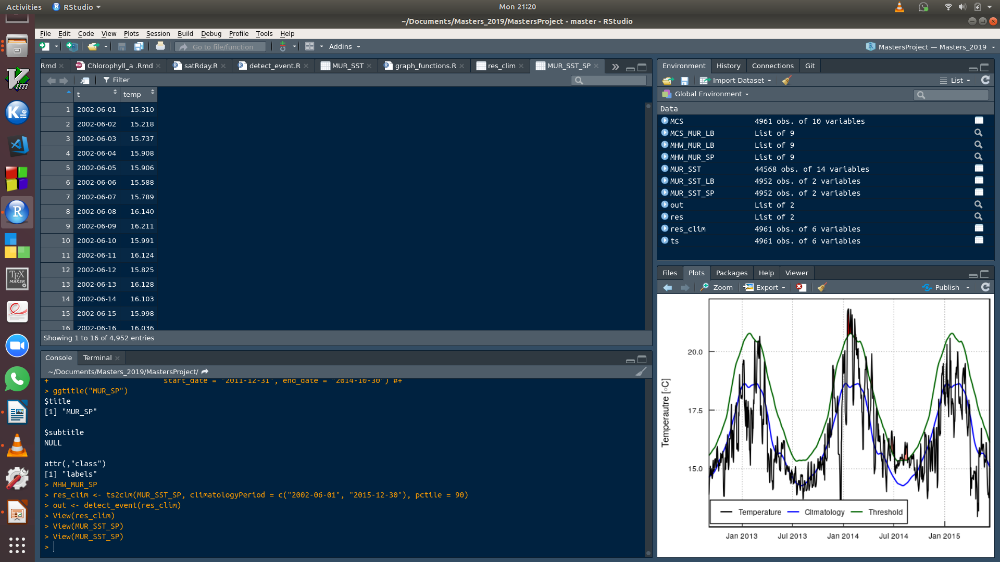 Activities RStudio Mon 21:20
~/Documents/Masters_2019/MastersProject - master - RStudio
File Edit Code View Plots Session Build Debug Profile Tools Help
Go to file/function Addins MastersProject — Masters_2019
Rmd Chlorophyll_a .Rmd satRday.R detect_event.R MUR_SST graph_functions.R res_clim MUR_SST_SP
Filter
t temp
1 2002-06-01 15.310
2 2002-06-02 15.218
3 2002-06-03 15.737
4 2002-06-04 15.908
5 2002-06-05 15.906
6 2002-06-06 15.588
7 2002-06-07 15.789
8 2002-06-08 16.140
9 2002-06-09 16.211
10 2002-06-10 15.991
11 2002-06-11 16.124
12 2002-06-12 15.825
13 2002-06-13 16.128
14 2002-06-14 16.103
15 2002-06-15 15.998
16 2002-06-16 16.036
Showing 1 to 16 of 4,952 entries
Console Terminal
~/Documents/Masters_2019/MastersProject/
+ start_date = "2011-12-31", end_date = "2014-10-30") #+
> ggtitle("MUR_SP")
$title
[1] "MUR_SP"
$subtitle
NULL
attr(,"class")
[1] "labels"
> MHW_MUR_SP
> res_clim <- ts2clm(MUR_SST_SP, climatologyPeriod = c("2002-06-01", "2015-12-30"), pctile = 90)
> out <- detect_event(res_clim)
> View(res_clim)
> View(MUR_SST_SP)
> View(MUR_SST_SP)
>
Environment History Connections Git
Import Dataset List
Global Environment
Data
MCS 4961 obs. of 10 variables
MCS_MUR_LB List of 9
MHW_MUR_LB List of 9
MHW_MUR_SP List of 9
MUR_SST 44568 obs. of 14 variables
MUR_SST_LB 4952 obs. of 2 variables
MUR_SST_SP 4952 obs. of 2 variables
out List of 2
res List of 2
res_clim 4961 obs. of 6 variables
ts 4961 obs. of 6 variables
Files Plots Packages Help Viewer
Zoom Export Publish
Temperautre [◦C]
20.0
17.5
15.0
Temperature Climatology Threshold
Jan 2013 Jul 2013 Jan 2014 Jul 2014 Jan 2015
Vim
Kile
R
TEX
MAKER